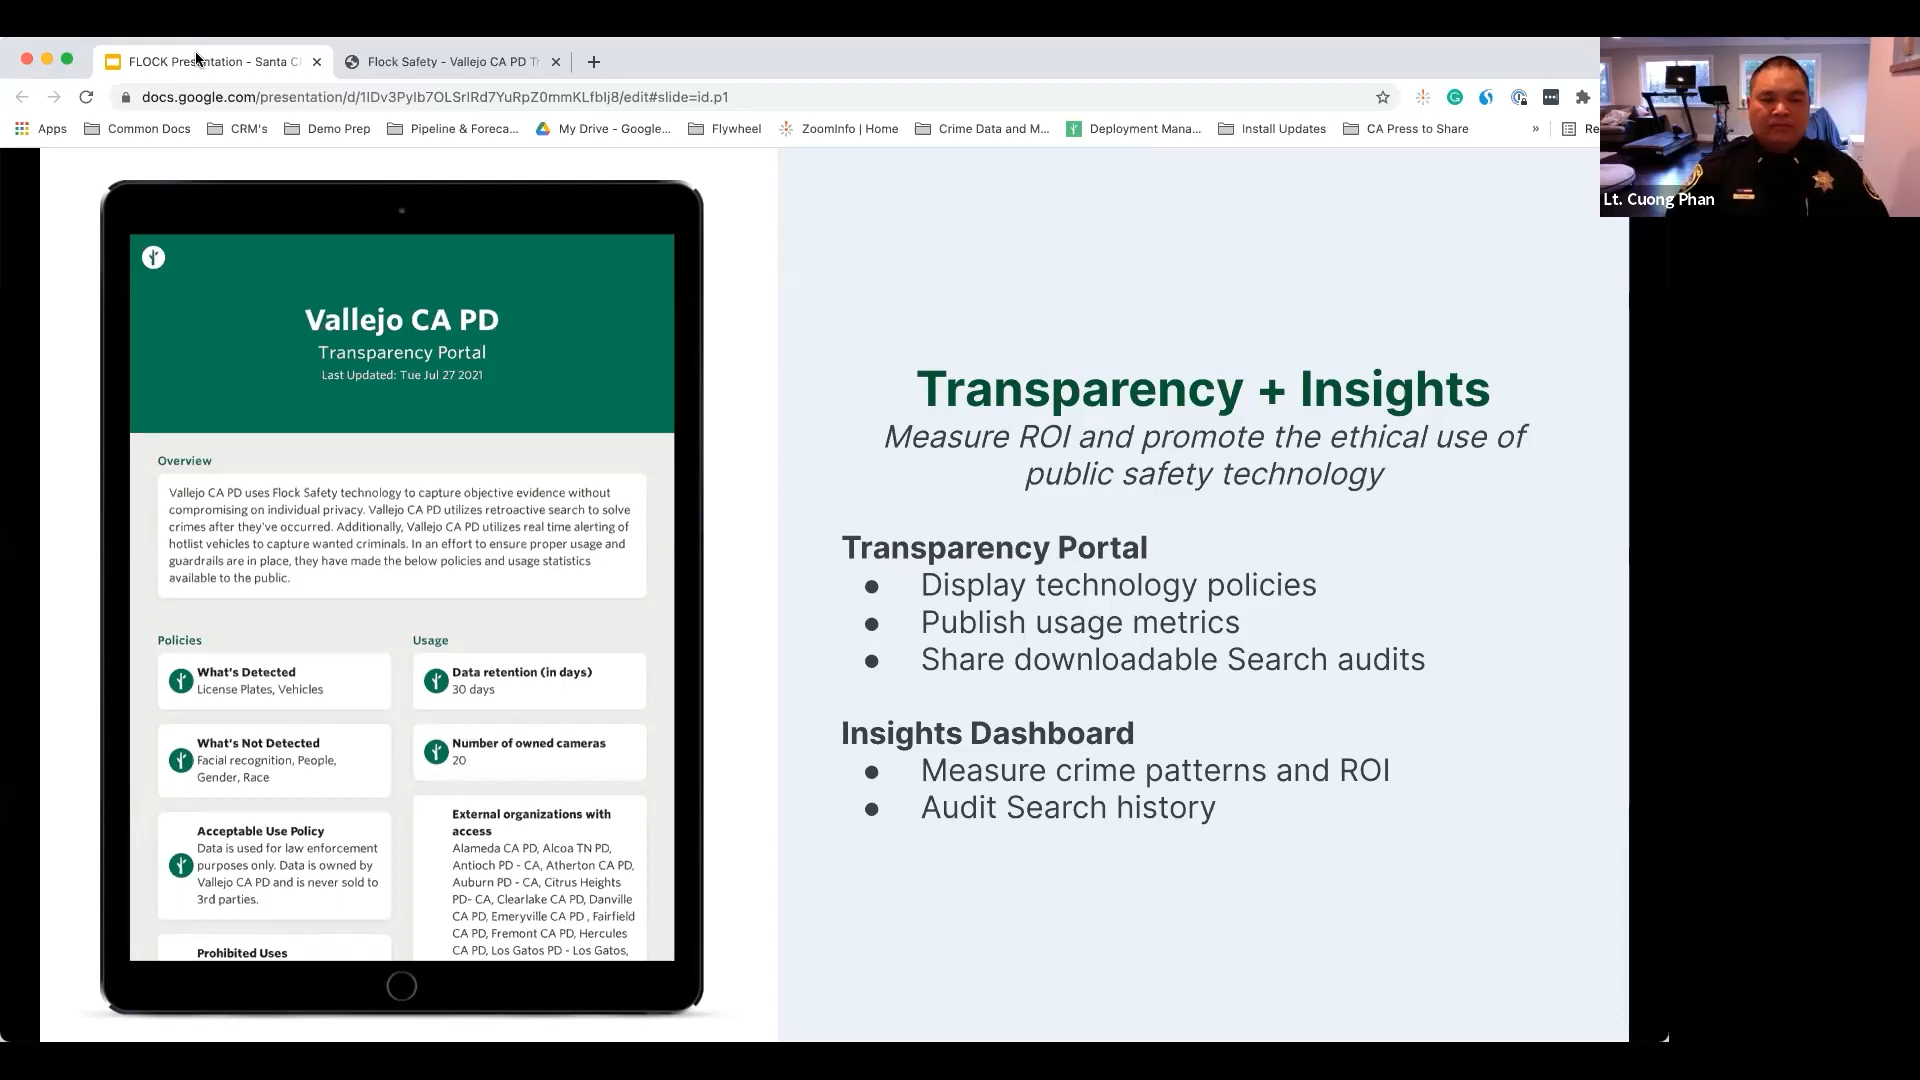 FLOCK Presentation - Santa Cl
Flock Safety - Vallejo CA PD Tr
docs.google.com/presentation/d/1IDv3PyIb7OLSrlRd7YuRpZ0mmKLfbIj8/edit#slide=id.p1
Apps
Common Docs
CRM's
Demo Prep
Pipeline & Foreca...
My Drive - Google...
Flywheel
ZoomInfo | Home
Crime Data and M...
Deployment Mana...
Install Updates
CA Press to Share
»
Re
Lt. Cuong Phan
Vallejo CA PD
Transparency Portal
Last Updated: Tue Jul 27 2021
Overview
Vallejo CA PD uses Flock Safety technology to capture objective evidence without
compromising on individual privacy. Vallejo CA PD utilizes retroactive search to solve
crimes after they've occurred. Additionally, Vallejo CA PD utilizes real time alerting of
hotlist vehicles to capture wanted criminals. In an effort to ensure proper usage and
guardrails are in place, they have made the below policies and usage statistics
available to the public.
Policies
What's Detected
License Plates, Vehicles
What's Not Detected
Facial recognition, People,
Gender, Race
Acceptable Use Policy
Data is used for law enforcement
purposes only. Data is owned by
Vallejo CA PD and is never sold to
3rd parties.
Prohibited Uses
Usage
Data retention (in days)
30 days
Number of owned cameras
20
External organizations with
access
Alameda CA PD, Alcoa TN PD,
Antioch PD - CA, Atherton CA PD,
Auburn PD - CA, Citrus Heights
PD- CA, Clearlake CA PD, Danville
CA PD, Emeryville CA PD , Fairfield
CA PD, Fremont CA PD, Hercules
CA PD, Los Gatos PD - Los Gatos,
Transparency + Insights
Measure ROI and promote the ethical use of
public safety technology
Transparency Portal
● Display technology policies
● Publish usage metrics
● Share downloadable Search audits
Insights Dashboard
● Measure crime patterns and ROI
● Audit Search history